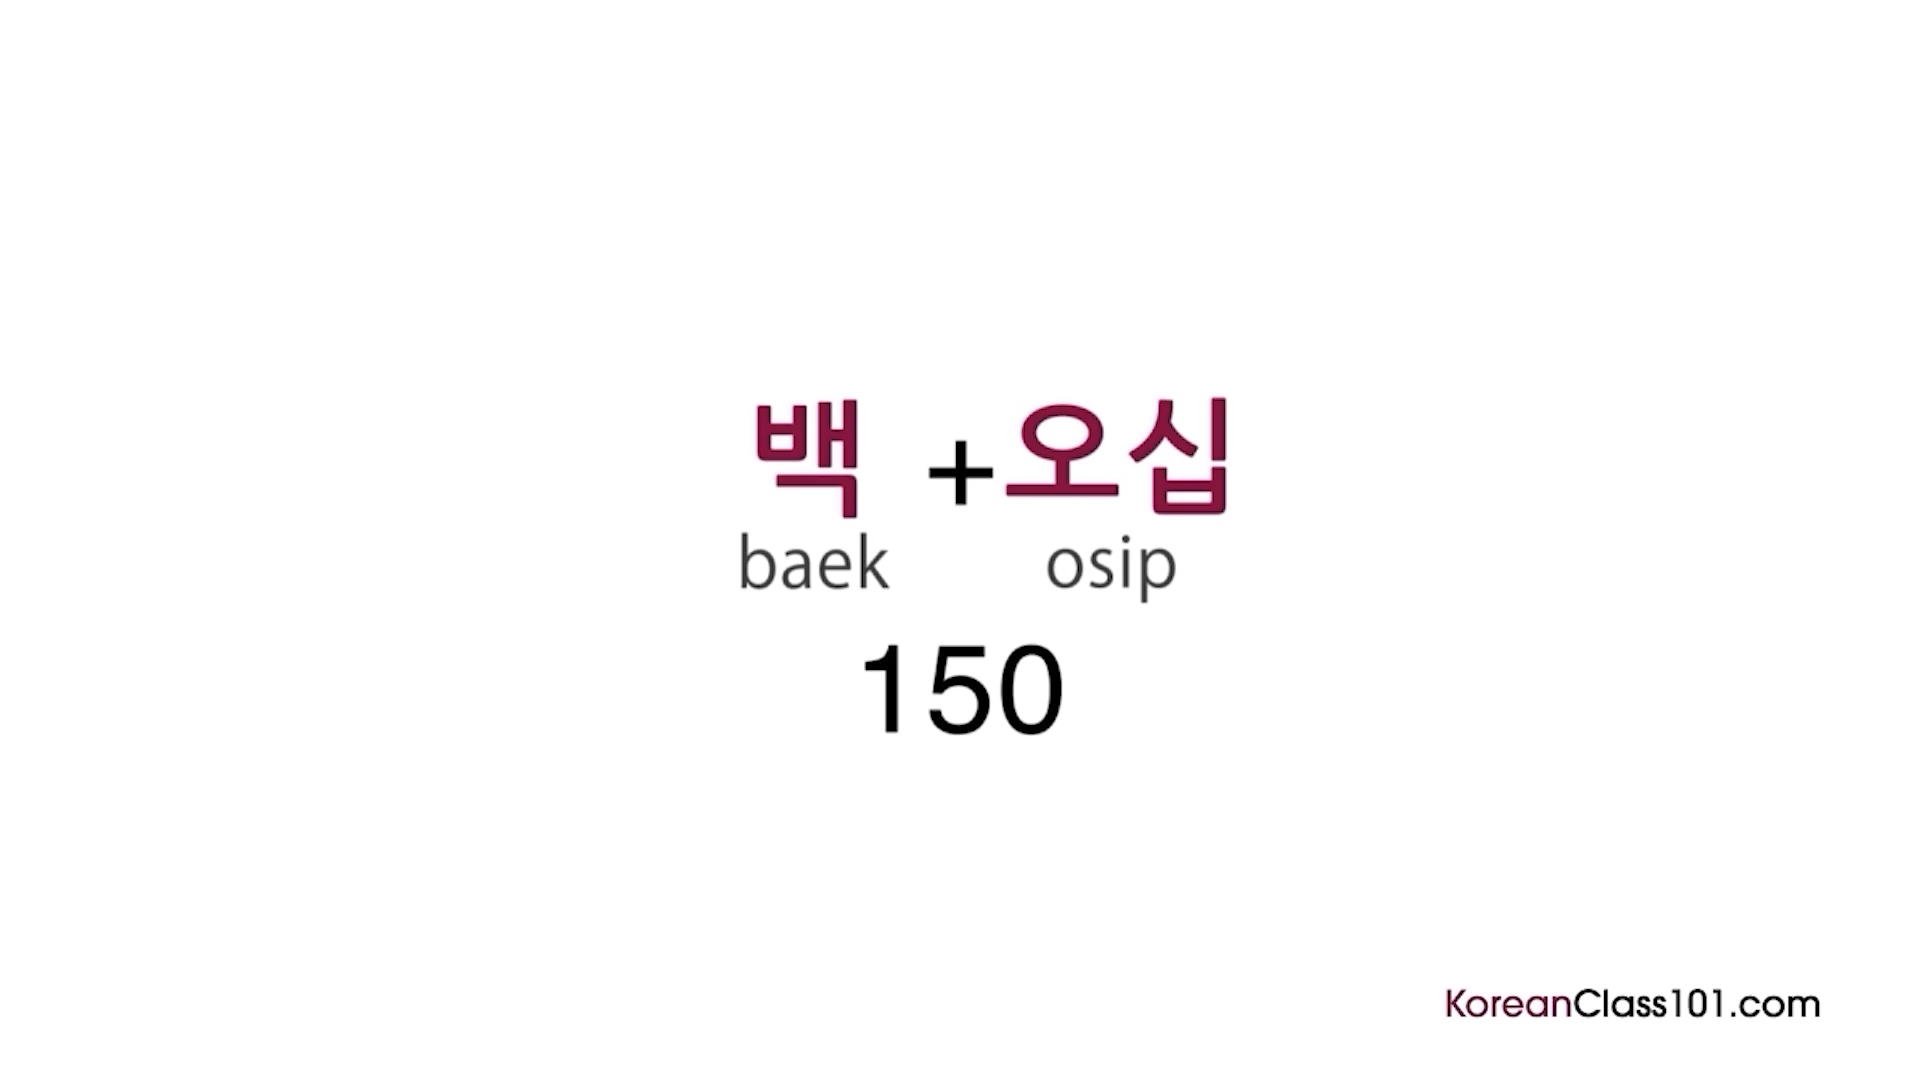 백 + 오십
baek osip
150
KoreanClass101.com